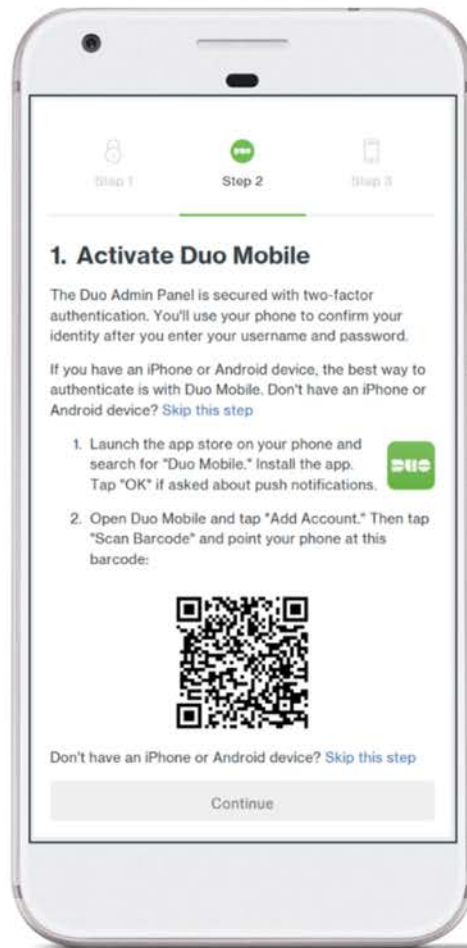 Step 1
DUO
Step 2
Step 3
1. Activate Duo Mobile
The Duo Admin Panel is secured with two-factor
authentication. You'll use your phone to confirm your
identity after you enter your username and password.
If you have an iPhone or Android device, the best way to
authenticate is with Duo Mobile. Don't have an iPhone or
Android device? Skip this step
1. Launch the app store on your phone and
search for "Duo Mobile." Install the app.
Tap "OK" if asked about push notifications.
DUO
2. Open Duo Mobile and tap "Add Account." Then tap
"Scan Barcode" and point your phone at this
barcode:
Don't have an iPhone or Android device? Skip this step
Continue